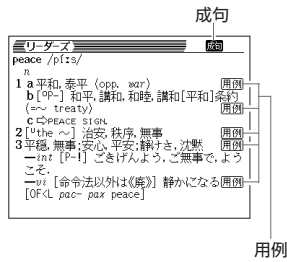 成句
リーダーズ 成句
peace /píːs/
n
1 a 平和, 泰平 (opp. war) 用例
b [ᵒᵖ-] 和平, 講和, 和睦, 講和[平和]条約
(=~ treaty) 用例
c ⇨PEACE SIGN.
2 [ᵁthe ~] 治安, 秩序, 無事 用例
3 平穏, 無事;安心, 平安;静けさ, 沈黙 用例
—int [P-!] ごきげんよう, ご無事で, よう
こそ.
—vi [命令法以外は《廃》] 静かになる 用例
[OF<L pac- pax peace]
用例